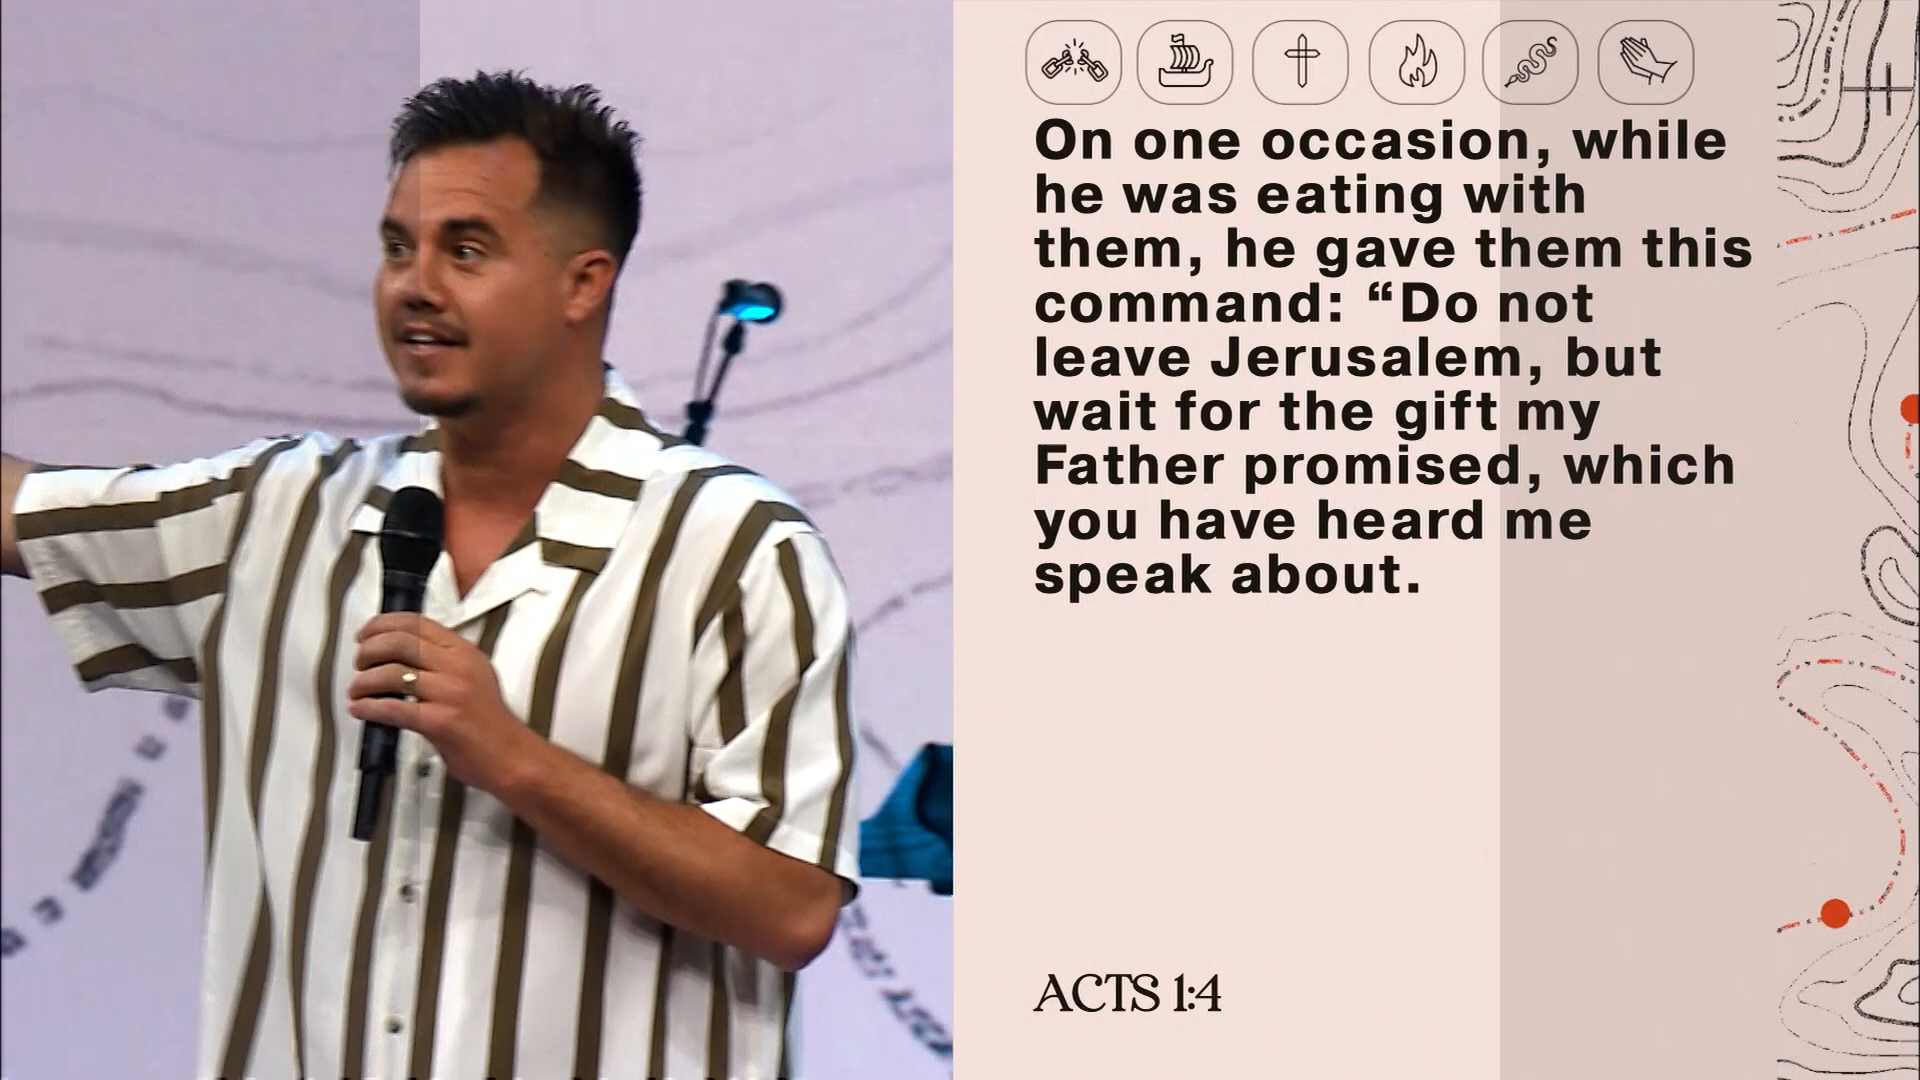 On one occasion, while
he was eating with
them, he gave them this
command: “Do not
leave Jerusalem, but
wait for the gift my
Father promised, which
you have heard me
speak about.
ACTS 1:4